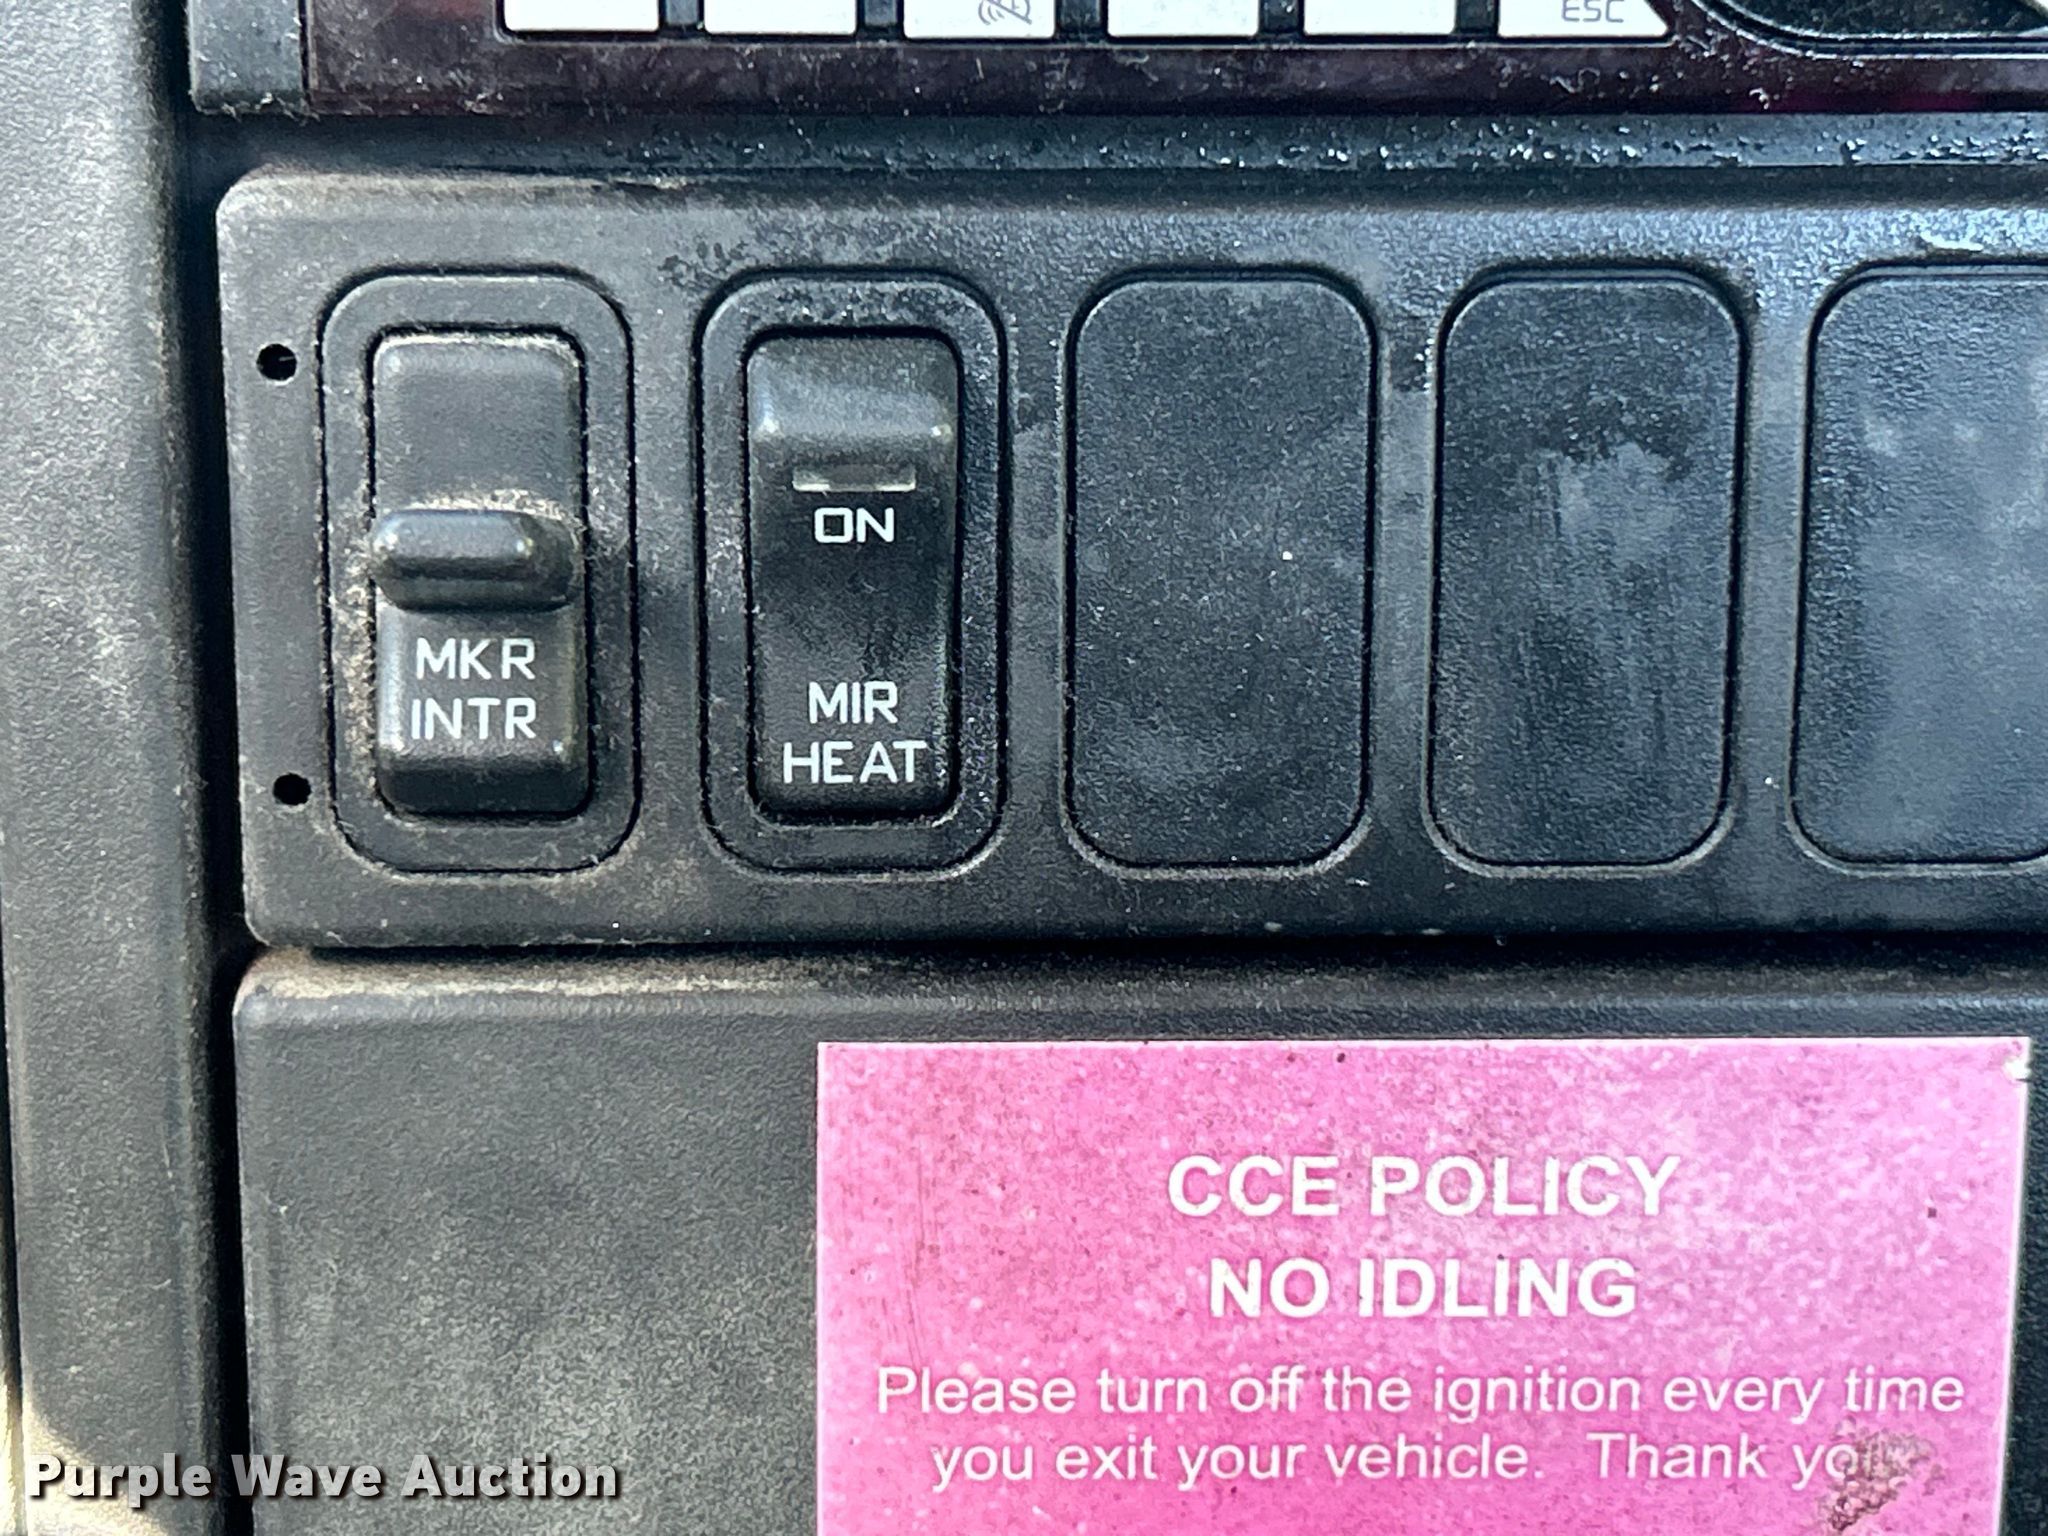 ESC
ON
MKR
INTR
MIR
HEAT
CCE POLICY
NO IDLING
Please turn off the ignition every time
you exit your vehicle. Thank you
Purple Wave Auction